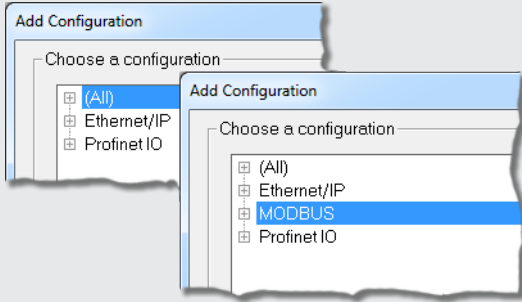 Add Configuration
Choose a configuration
(All)
Ethernet/IP
Profinet IO
Add Configuration
Choose a configuration
(All)
Ethernet/IP
MODBUS
Profinet IO